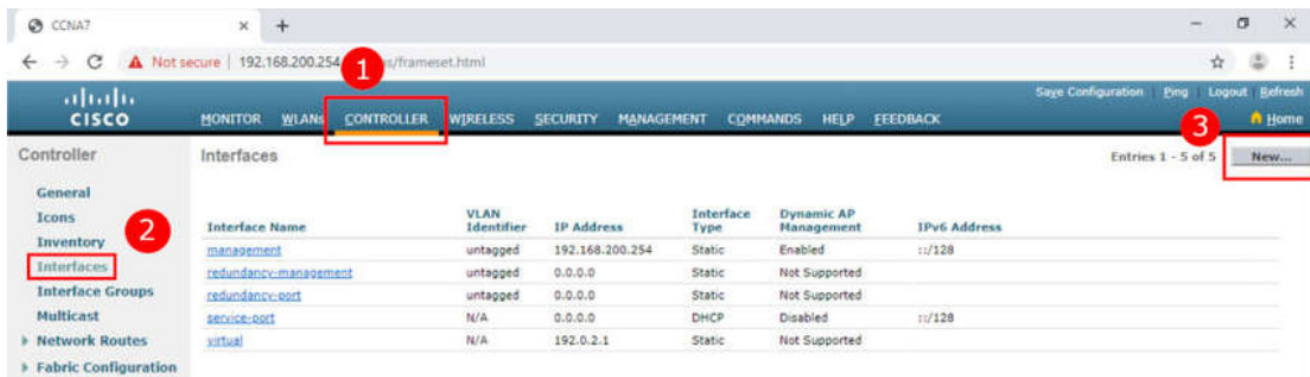 CCNA7
Not secure | 192.168.200.254 /frameset.html
1
Save Configuration Ping Logout Refresh
CISCO MONITOR WLANs CONTROLLER WIRELESS SECURITY MANAGEMENT COMMANDS HELP FEEDBACK Home
3
Controller Interfaces Entries 1 - 5 of 5 New...
General
Icons
2
Inventory
Interfaces
Interface Groups
Multicast
Network Routes
Fabric Configuration
Interface Name VLAN Identifier IP Address Interface Type Dynamic AP Management IPv6 Address
management untagged 192.168.200.254 Static Enabled ::/128
redundancy-management untagged 0.0.0.0 Static Not Supported
redundancy-port untagged 0.0.0.0 Static Not Supported
service-port N/A 0.0.0.0 DHCP Disabled ::/128
virtual N/A 192.0.2.1 Static Not Supported